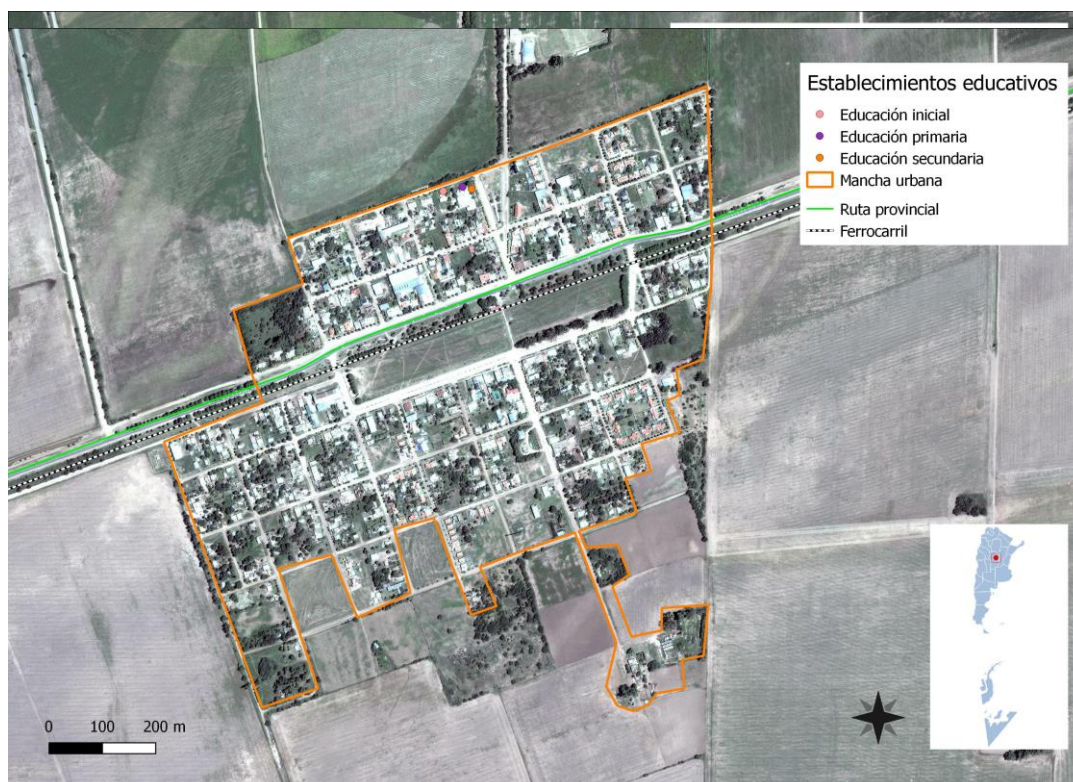 Establecimientos educativos
Educación inicial
Educación primaria
Educación secundaria
Mancha urbana
Ruta provincial
Ferrocarril
0 100 200 m